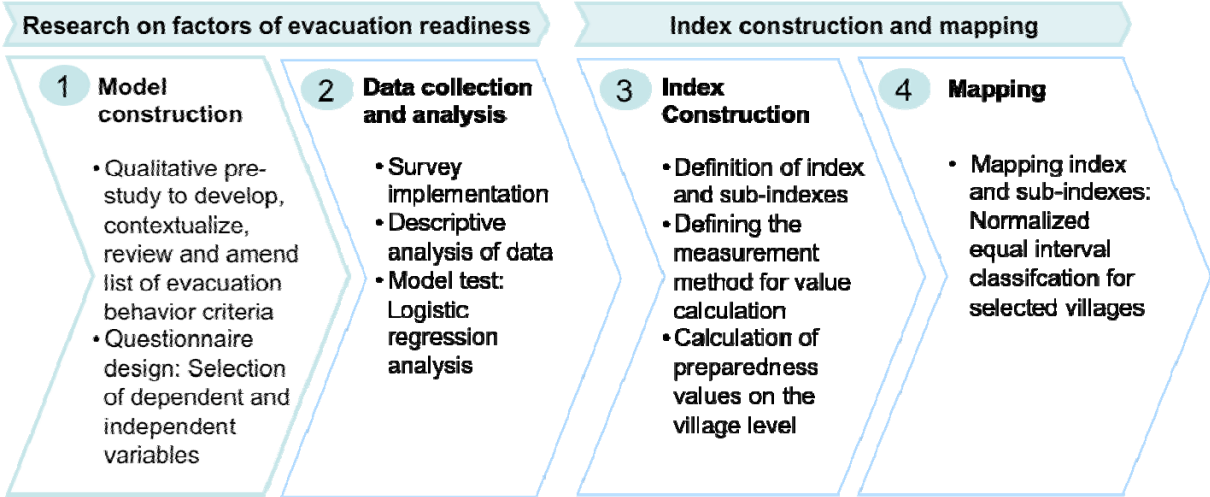 Research on factors of evacuation readiness
Index construction and mapping
1
Model
construction
• Qualitative pre-
study to develop,
contextualize,
review and amend
list of evacuation
behavior criteria
• Questionnaire
design: Selection
of dependent and
independent
variables
2
Data collection
and analysis
• Survey
implementation
• Descriptive
analysis of data
• Model test:
Logistic
regression
analysis
3
Index
Construction
• Definition of index
and sub-indexes
• Defining the
measurement
method for value
calculation
• Calculation of
preparedness
values on the
village level
4
Mapping
• Mapping index
and sub-indexes:
Normalized
equal interval
classifcation for
selected villages